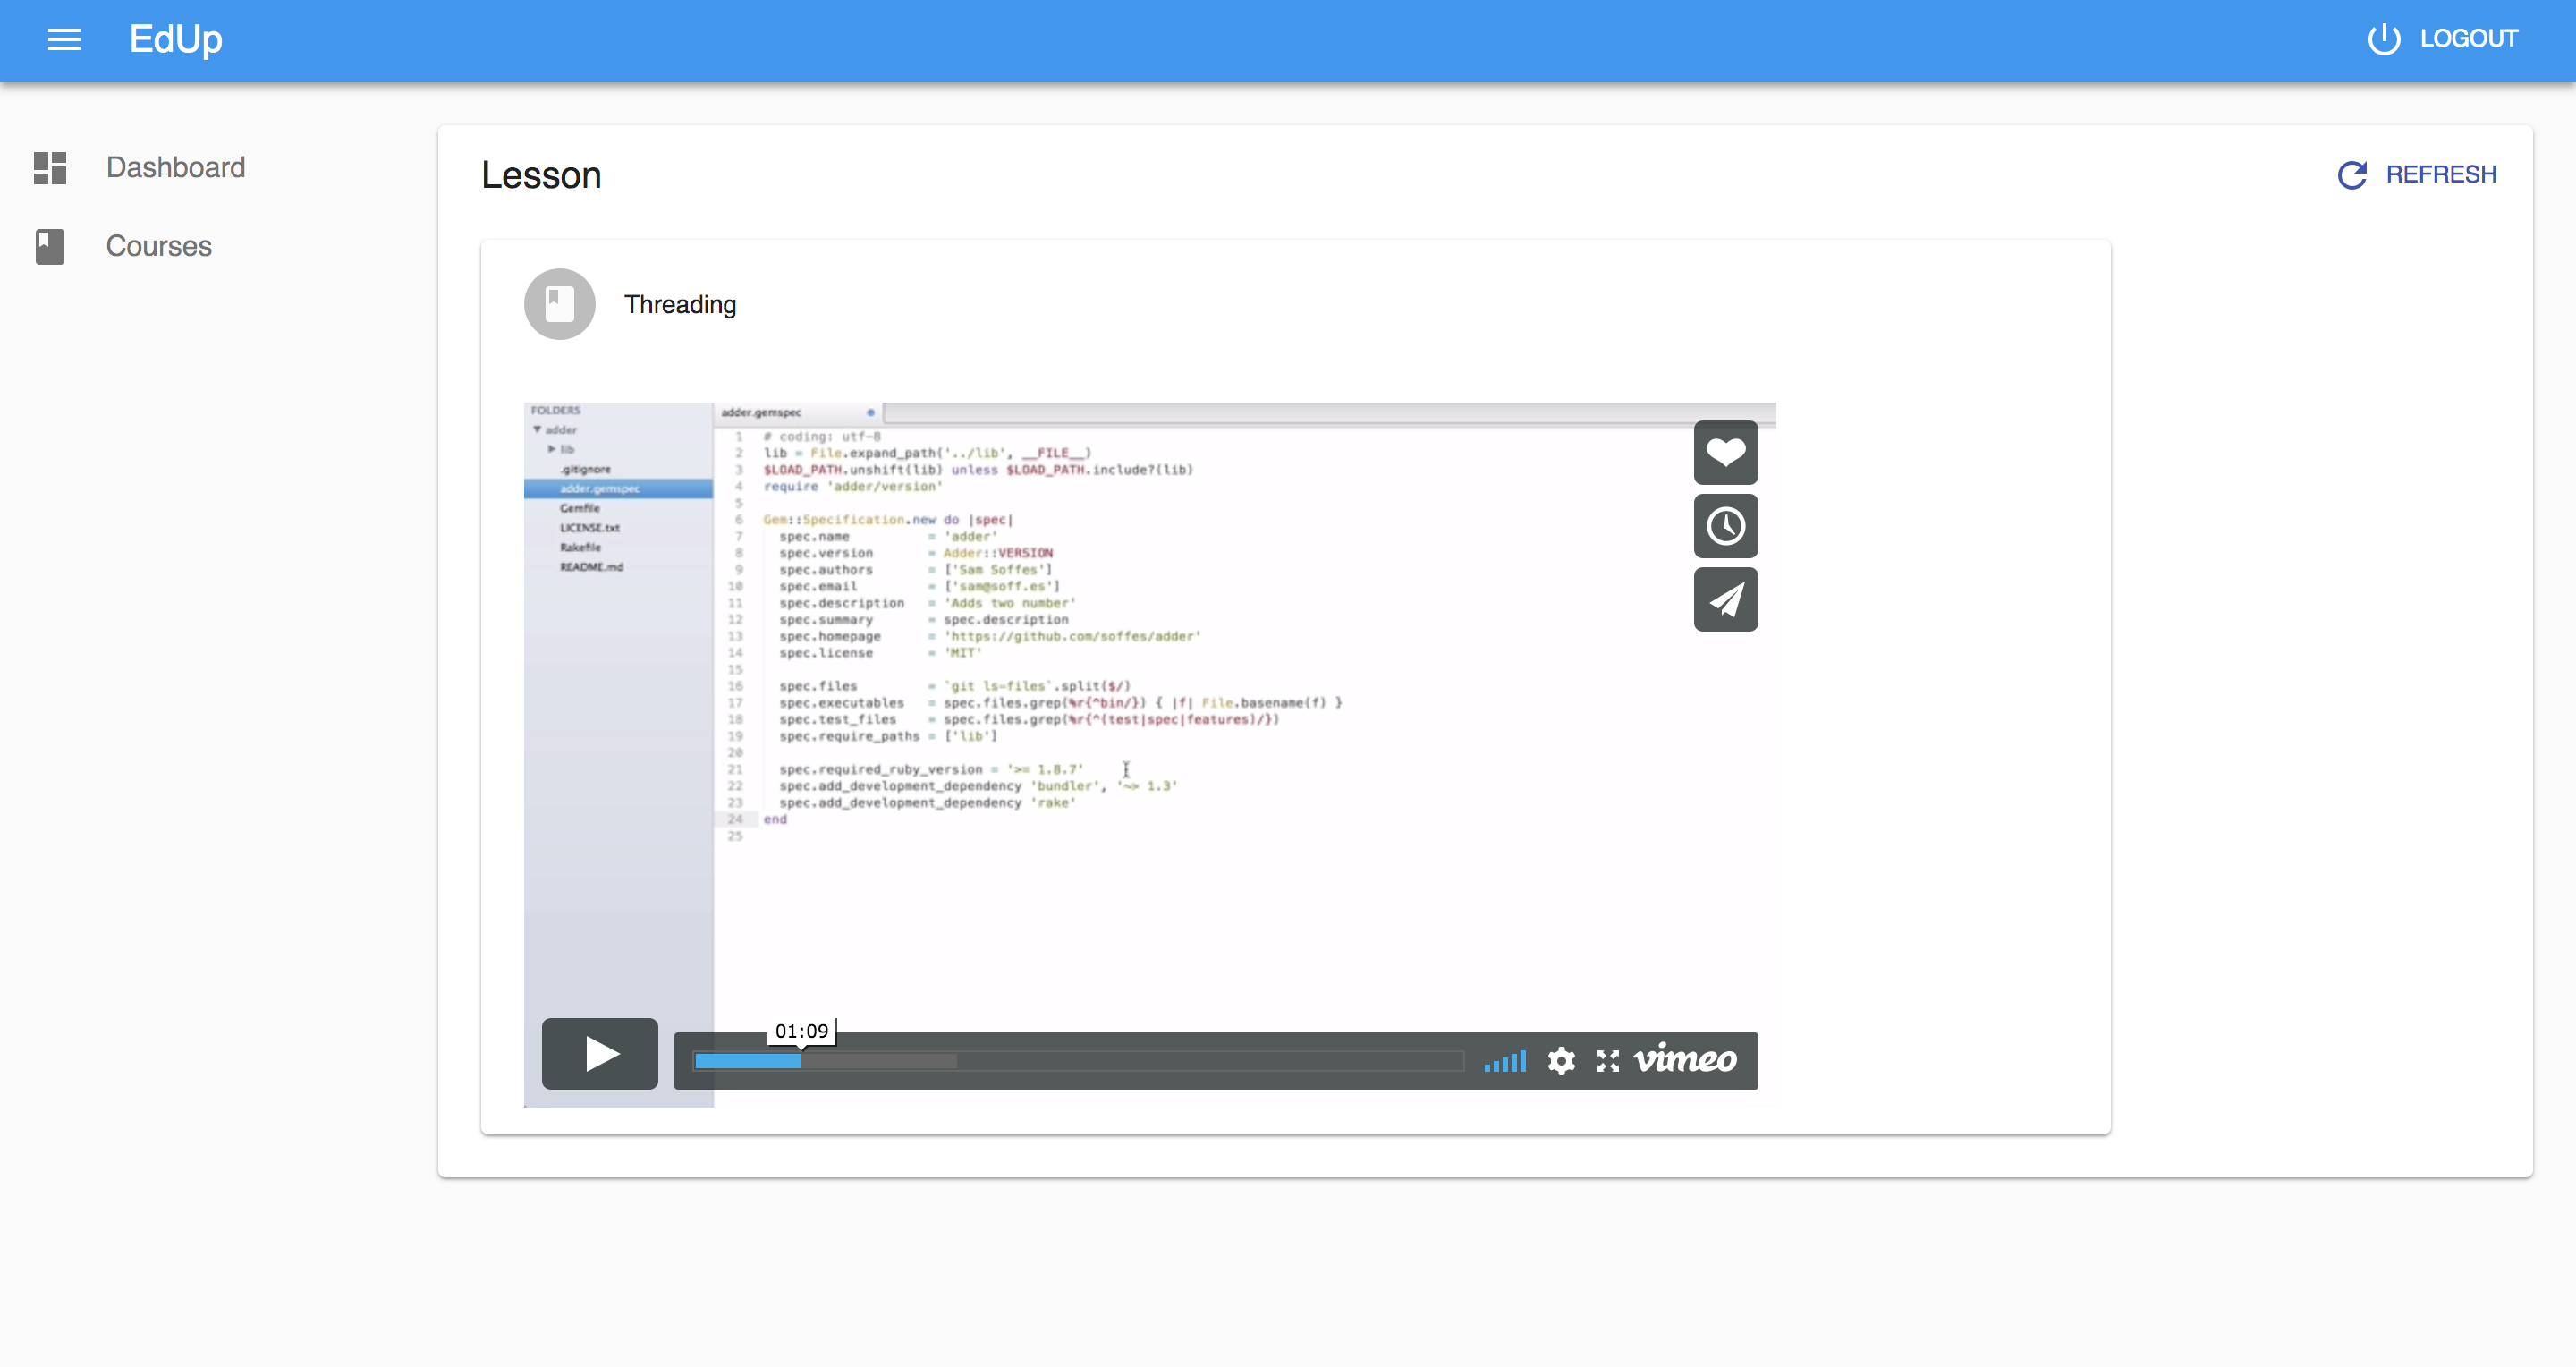 EdUp
LOGOUT
Dashboard
Courses
Lesson
REFRESH
Threading
FOLDERS
adder
lib
.gitignore
adder.gemspec
Gemfile
LICENSE.txt
Rakefile
README.md
adder.gemspec
1 # coding: utf-8
2 lib = File.expand_path('../lib', __FILE__)
3 $LOAD_PATH.unshift(lib) unless $LOAD_PATH.include?(lib)
4 require 'adder/version'
5
6 Gem::Specification.new do |spec|
7 spec.name = 'adder'
8 spec.version = Adder::VERSION
9 spec.authors = ['Sam Soffes']
10 spec.email = ['sam@soff.es']
11 spec.description = 'Adds two number'
12 spec.summary = spec.description
13 spec.homepage = 'https://github.com/soffes/adder'
14 spec.license = 'MIT'
15
16 spec.files = `git ls-files`.split($/)
17 spec.executables = spec.files.grep(%r{^bin/}) { |f| File.basename(f) }
18 spec.test_files = spec.files.grep(%r{^(test|spec|features)/})
19 spec.require_paths = ['lib']
20
21 spec.required_ruby_version = '>= 1.8.7'
22 spec.add_development_dependency 'bundler', '~> 1.3'
23 spec.add_development_dependency 'rake'
24 end
25
01:09
vimeo